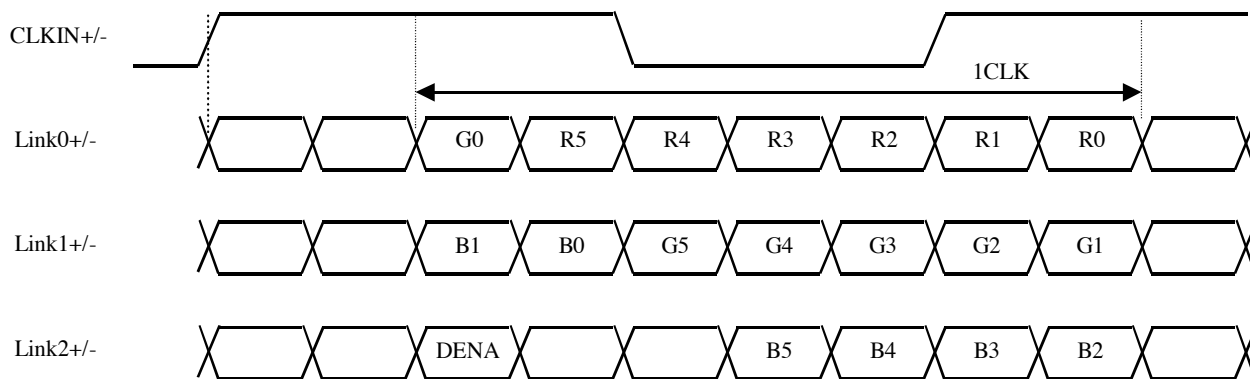 CLKIN+/-
1CLK
Link0+/- G0 R5 R4 R3 R2 R1 R0
Link1+/- B1 B0 G5 G4 G3 G2 G1
Link2+/- DENA B5 B4 B3 B2